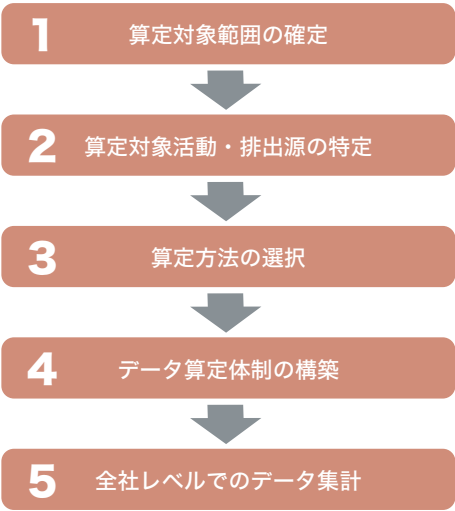 1 算定対象範囲の確定
2 算定対象活動・排出源の特定
3 算定方法の選択
4 データ算定体制の構築
5 全社レベルでのデータ集計